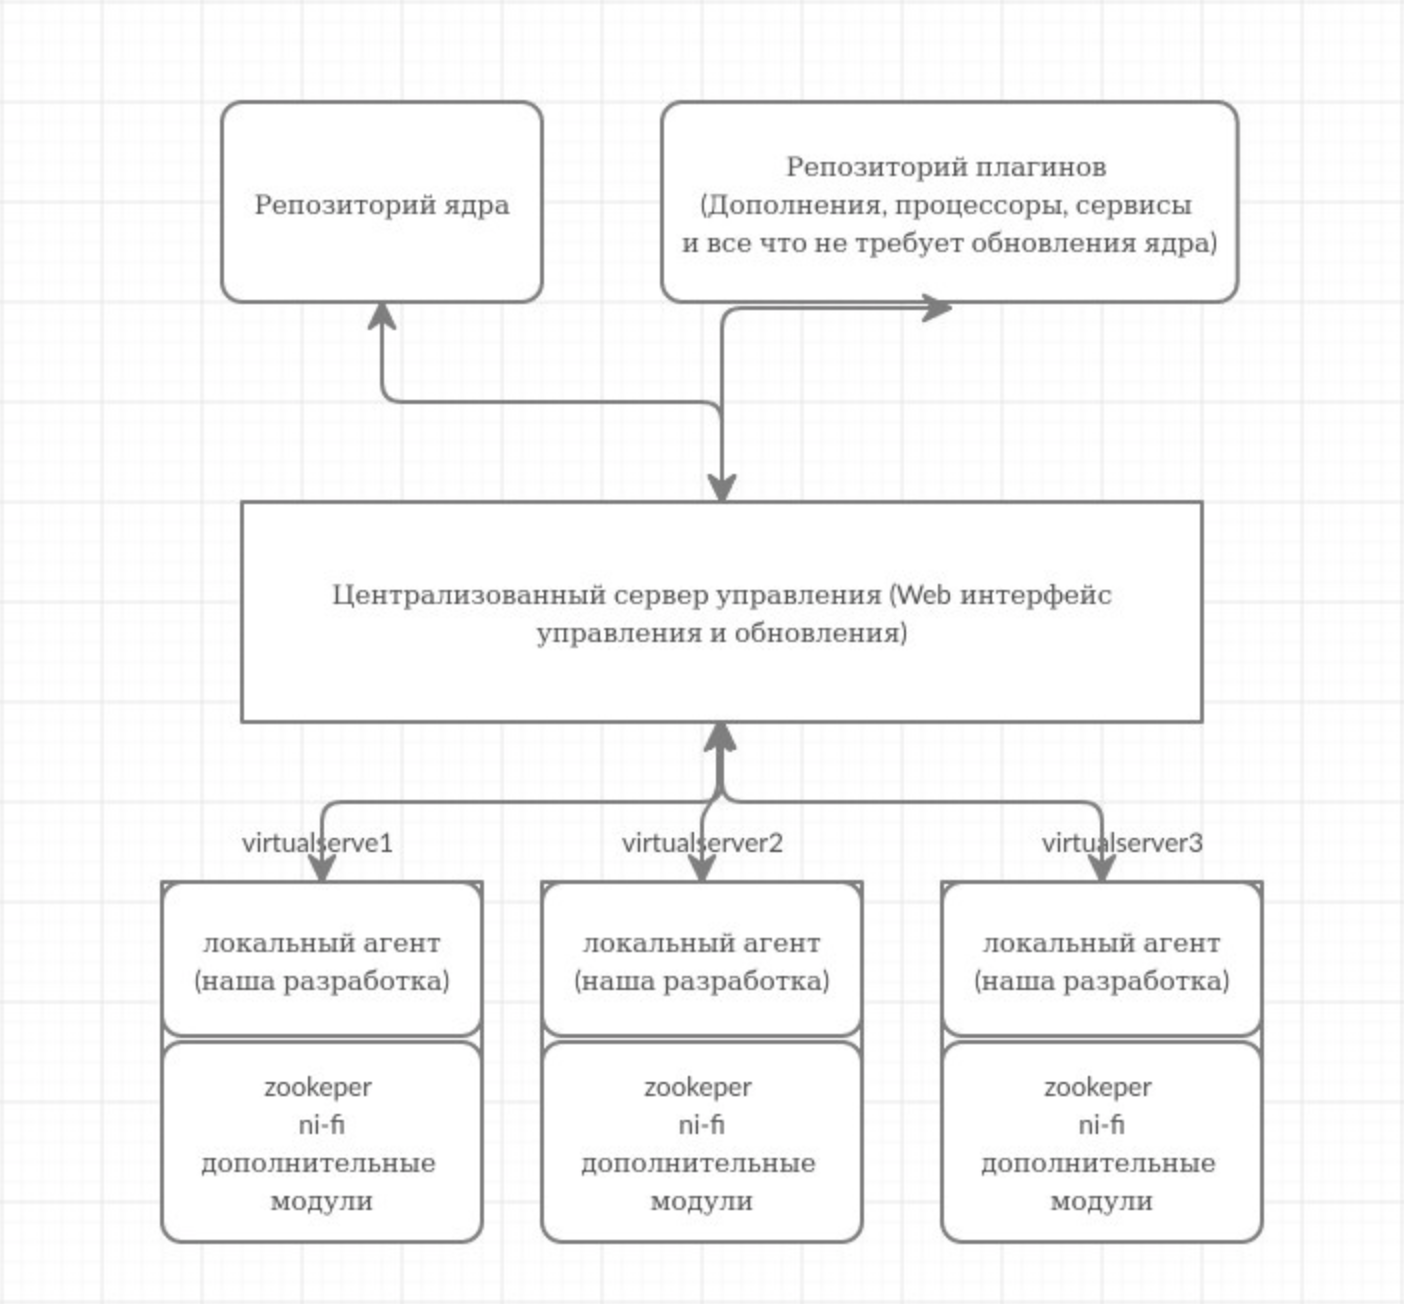 Репозиторий ядра
Репозиторий плагинов
(Дополнения, процессоры, сервисы
и все что не требует обновления ядра)
Централизованный сервер управления (Web интерфейс
управления и обновления)
virtualserve1
virtualserver2
virtualserver3
локальный агент
(наша разработка)
локальный агент
(наша разработка)
локальный агент
(наша разработка)
zookeper
ni-fi
дополнительные
модули
zookeper
ni-fi
дополнительные
модули
zookeper
ni-fi
дополнительные
модули